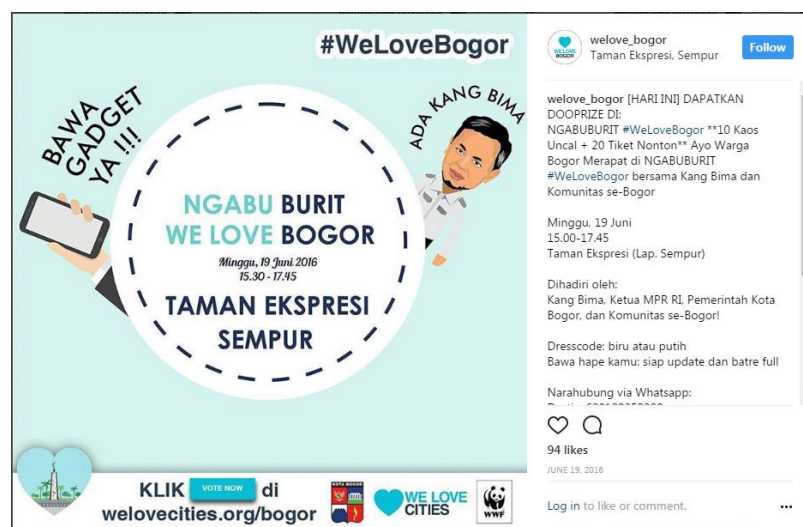 #WeLoveBogor
BAWA
GADGET
YA !!!
ADA KANG BIMA
NGABU BURIT
WE LOVE BOGOR
Minggu, 19 Juni 2016
15.30 - 17.45
TAMAN EKSPRESI
SEMPUR
KLIK VOTE NOW di
welovecities.org/bogor
KOTA BOGOR
WE LOVE
CITIES
WWF
WE LOVE
BOGOR
welove_bogor
Taman Ekspresi, Sempur
Follow
welove_bogor [HARI INI] DAPATKAN
DOOPRIZE DI:
NGABUBURIT #WeLoveBogor **10 Kaos
Uncal + 20 Tiket Nonton** Ayo Warga
Bogor Merapat di NGABUBURIT
#WeLoveBogor bersama Kang Bima dan
Komunitas se-Bogor
Minggu, 19 Juni
15.00-17.45
Taman Ekspresi (Lap. Sempur)
Dihadiri oleh:
Kang Bima, Ketua MPR RI, Pemerintah Kota
Bogor, dan Komunitas se-Bogor!
Dresscode: biru atau putih
Bawa hape kamu: siap update dan batre full
Narahubung via Whatsapp:
94 likes
JUNE 19, 2016
Log in to like or comment.